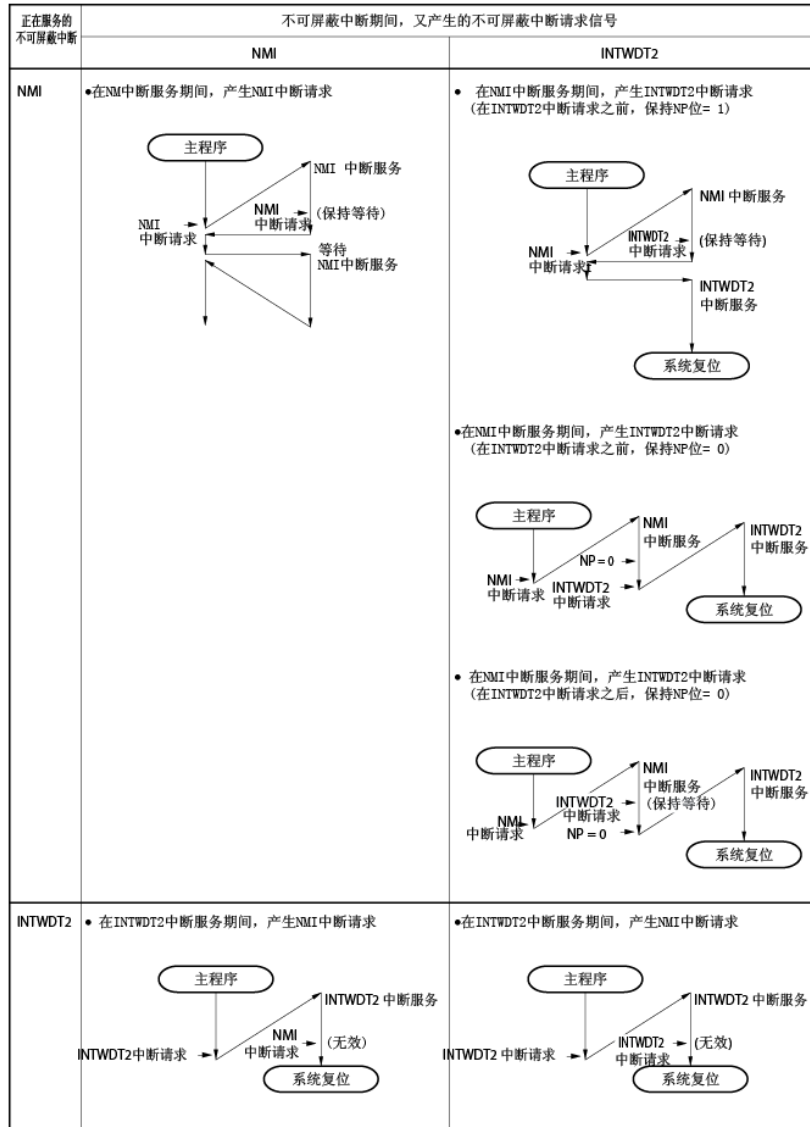 正在服务的
不可屏蔽中断
不可屏蔽中断期间，又产生的不可屏蔽中断请求信号
NMI
INTWDT2
NMI
●在NM中断服务期间，产生NMI中断请求
主程序
NMI 中断服务
NMI
中断请求
(保持等待)
NMI
中断请求
等待
NMI中断服务
● 在NMI中断服务期间，产生INTWDT2中断请求
(在INTWDT2中断请求之前，保持NP位= 1)
主程序
NMI 中断服务
INTWDT2
中断请求
(保持等待)
NMI
中断请求
INTWDT2
中断服务
系统复位
●在NMI中断服务期间，产生INTWDT2中断请求
(在INTWDT2中断请求之前，保持NP位= 0)
主程序
NMI
中断服务
INTWDT2
中断服务
NP = 0
NMI
中断请求
INTWDT2
中断请求
系统复位
● 在NMI中断服务期间，产生INTWDT2中断请求
(在INTWDT2中断请求之后，保持NP位= 0)
主程序
NMI
中断服务
(保持等待)
INTWDT2
中断服务
INTWDT2
中断请求
NMI
中断请求
NP = 0
系统复位
INTWDT2
● 在INTWDT2中断服务期间，产生NMI中断请求
主程序
INTWDT2 中断服务
NMI
中断请求
(无效)
INTWDT2中断请求
系统复位
●在INTWDT2中断服务期间，产生NMI中断请求
主程序
INTWDT2 中断服务
INTWDT2
中断请求
(无效)
INTWDT2 中断请求
系统复位